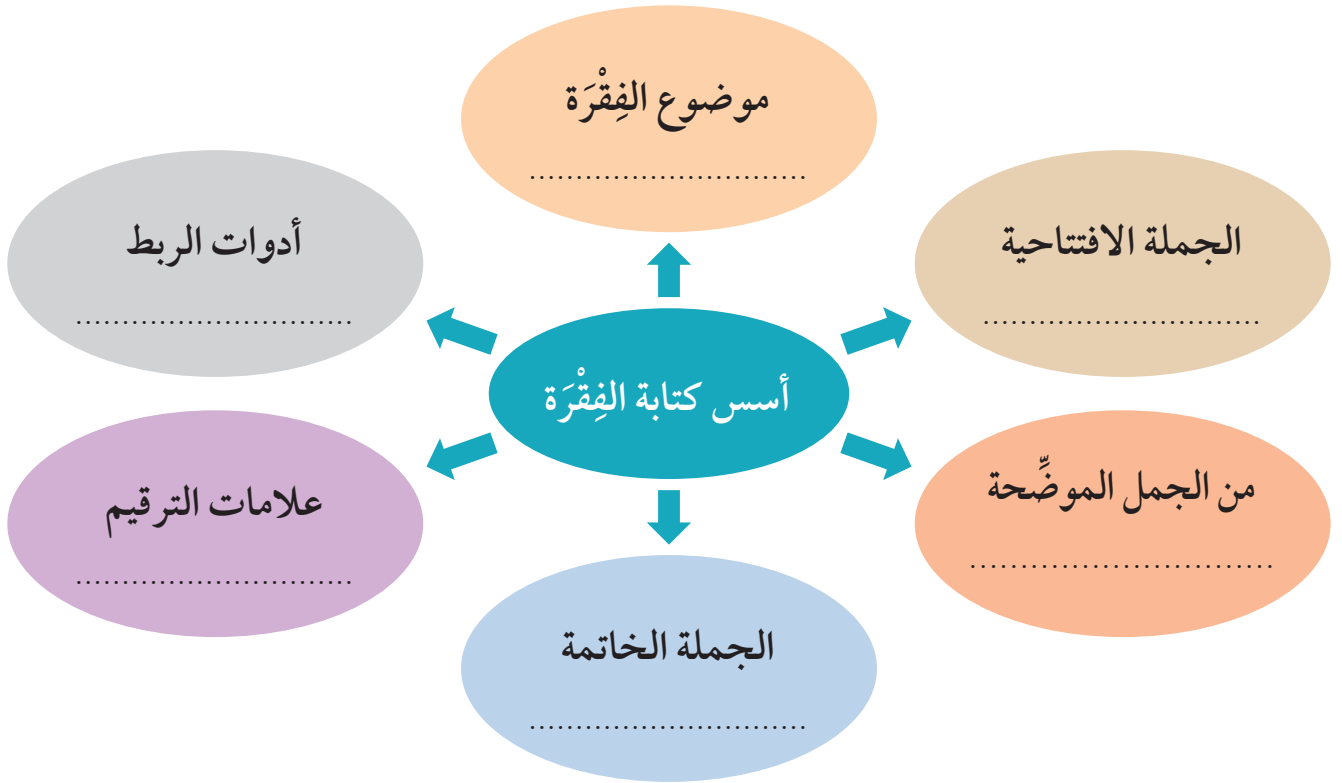 موضوع الفِقْرَة
............................
الجملة الافتتاحية
............................
أدوات الربط
............................
أسس كتابة الفِقْرَة
من الجمل الموضِّحة
............................
علامات الترقيم
............................
الجملة الخاتمة
............................